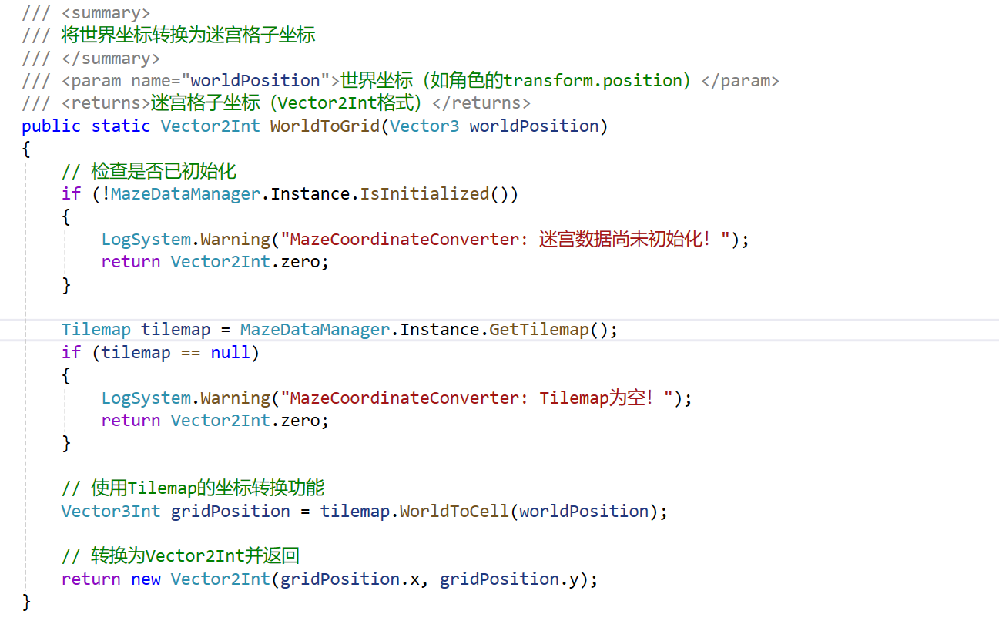 /// <summary>
/// 将世界坐标转换为迷宫格子坐标
/// </summary>
/// <param name="worldPosition">世界坐标（如角色的transform.position）</param>
/// <returns>迷宫格子坐标（Vector2Int格式）</returns>
public static Vector2Int WorldToGrid(Vector3 worldPosition)
{
    // 检查是否已初始化
    if (!MazeDataManager.Instance.IsInitialized())
    {
        LogSystem.Warning("MazeCoordinateConverter: 迷宫数据尚未初始化！");
        return Vector2Int.zero;
    }

    Tilemap tilemap = MazeDataManager.Instance.GetTilemap();
    if (tilemap == null)
    {
        LogSystem.Warning("MazeCoordinateConverter: Tilemap为空！");
        return Vector2Int.zero;
    }

    // 使用Tilemap的坐标转换功能
    Vector3Int gridPosition = tilemap.WorldToCell(worldPosition);

    // 转换为Vector2Int并返回
    return new Vector2Int(gridPosition.x, gridPosition.y);
}